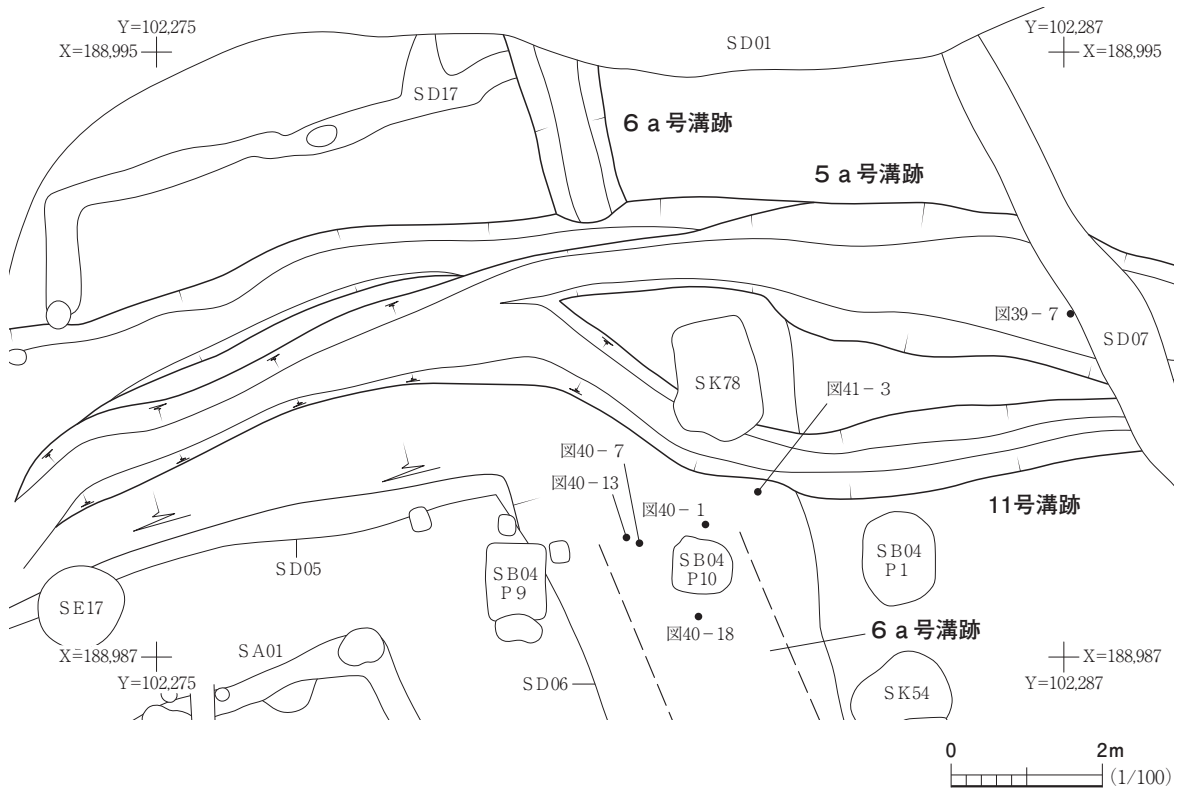 Y=102,275
X=188,995
SD01
Y=102,287
X=188,995
SD17
6a号溝跡
5a号溝跡
図39-7
SD07
SK78
図41-3
図40-7
図40-13
図40-1
11号溝跡
SB04
P1
SB04
P10
SB04
P9
SD05
SE17
図40-18
6a号溝跡
X=188,987
Y=102,275
SA01
SD06
SK54
X=188,987
Y=102,287
0 2m
(1/100)